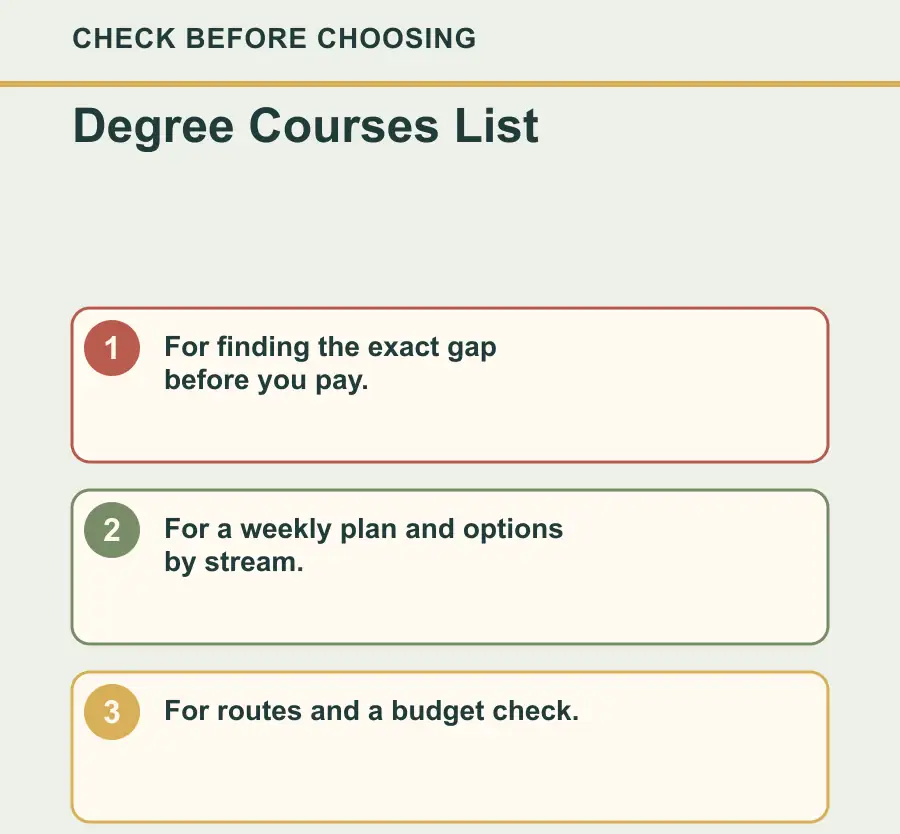 CHECK BEFORE CHOOSING
Degree Courses List
1
For finding the exact gap
before you pay.
2
For a weekly plan and options
by stream.
3
For routes and a budget check.